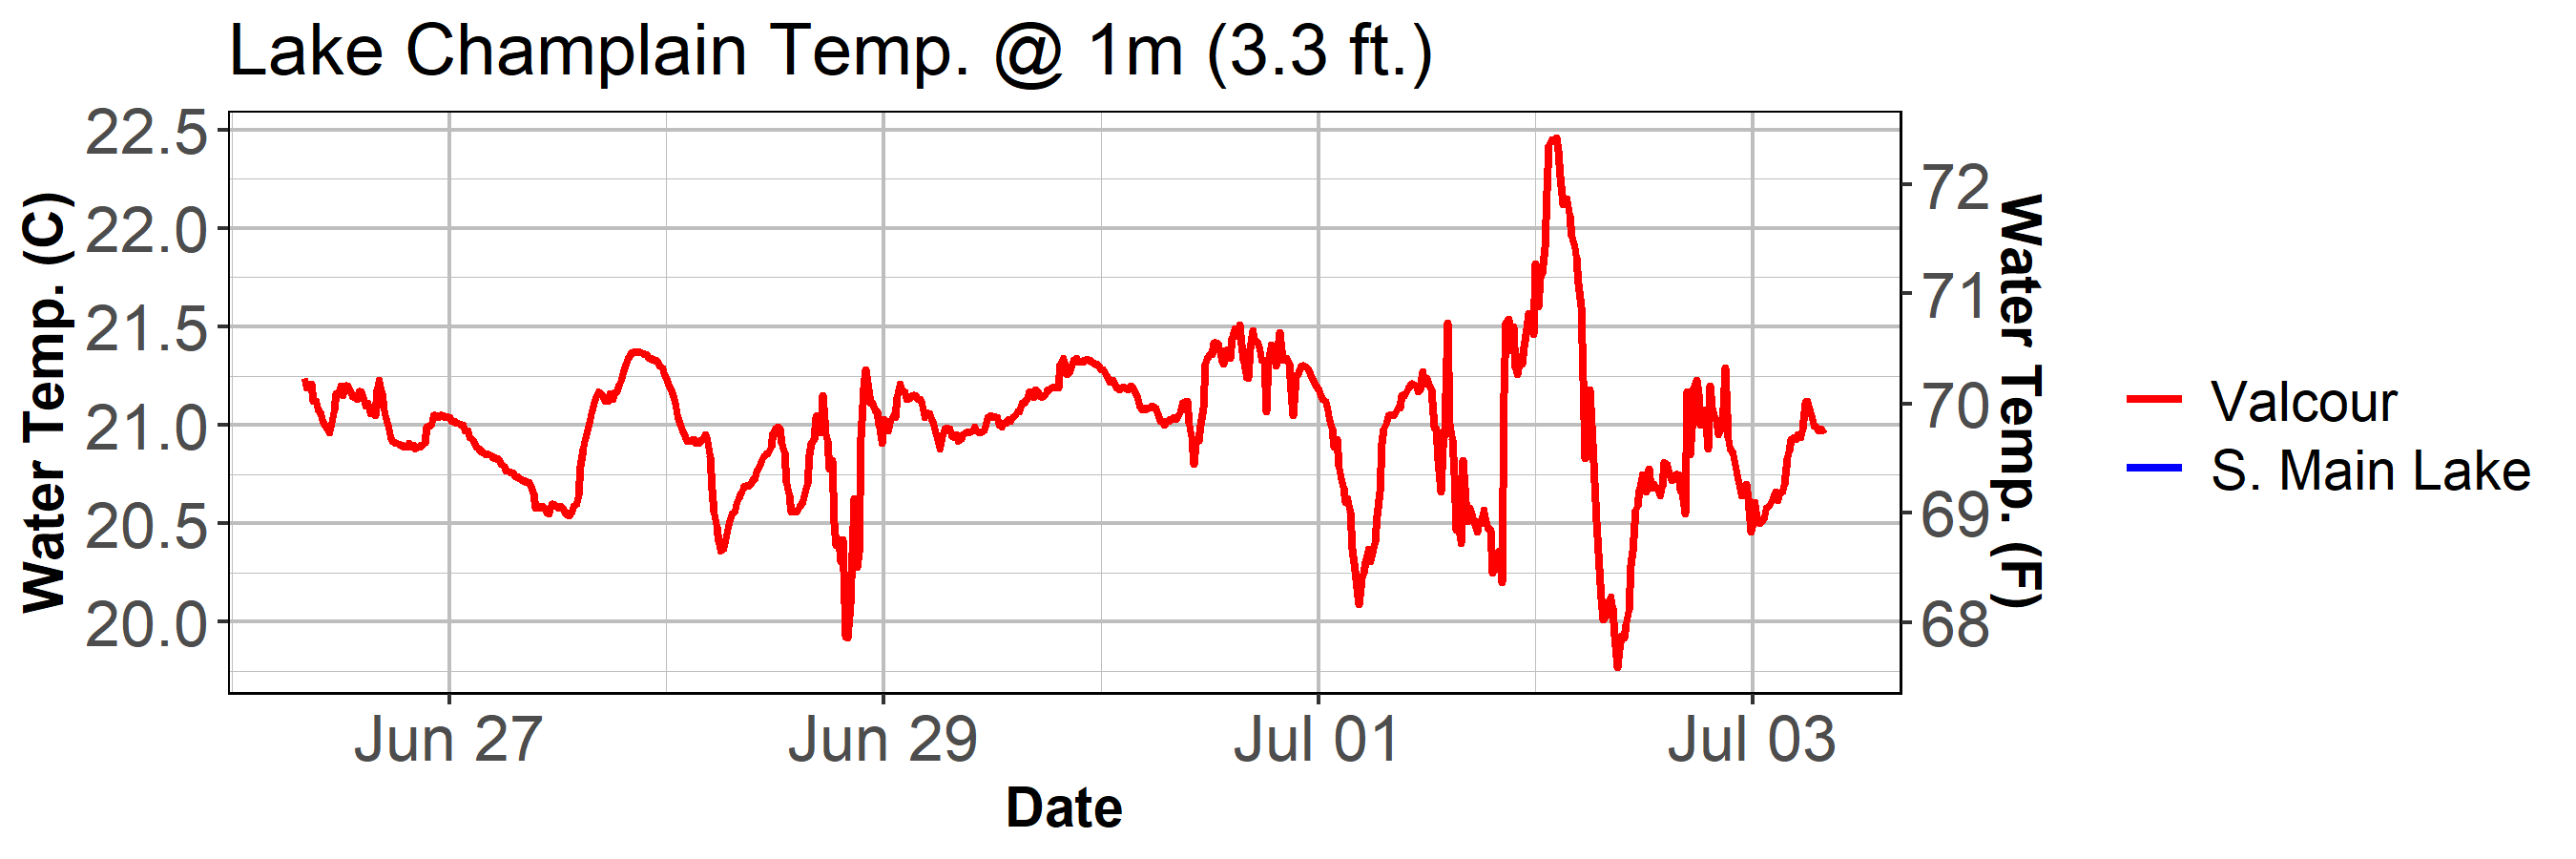 Lake Champlain Temp. @ 1m (3.3 ft.)
Water Temp. (C)
22.5
22.0
21.5
21.0
20.5
20.0
72
71
70
69
68
Water Temp. (F)
Jun 27
Jun 29
Jul 01
Jul 03
Date
Valcour
S. Main Lake